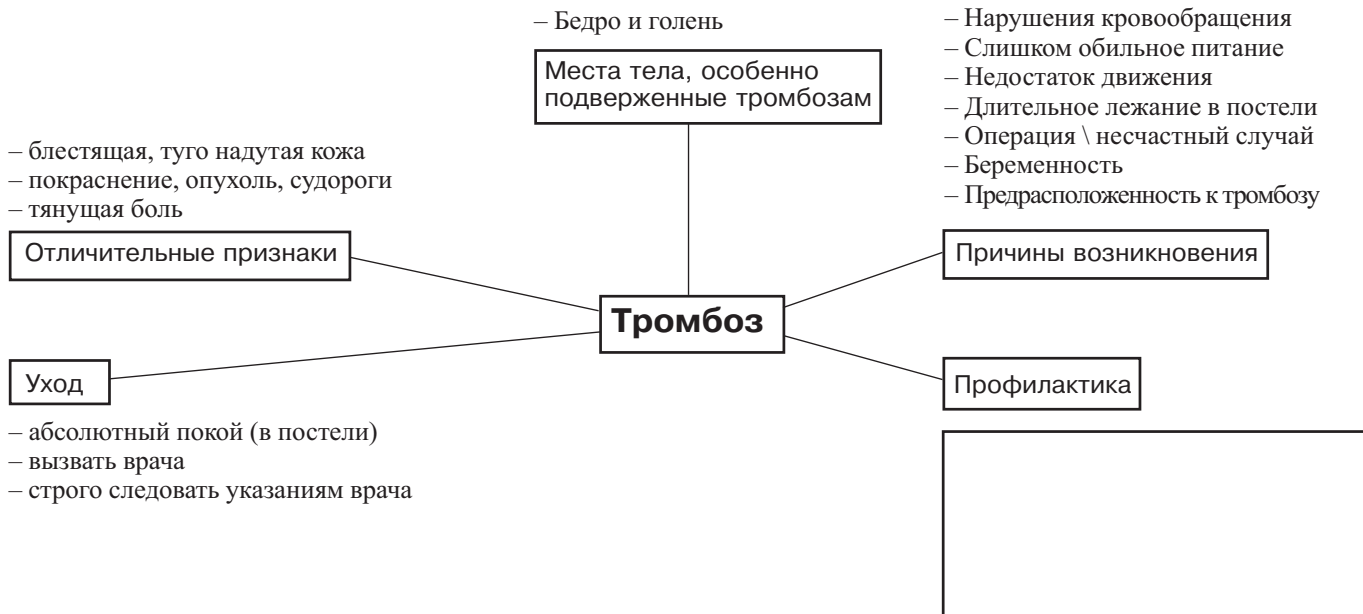 – Бедро и голень
Места тела, особенно
подверженные тромбозам
– Нарушения кровообращения
– Слишком обильное питание
– Недостаток движения
– Длительное лежание в постели
– Операция \ несчастный случай
– Беременность
– Предрасположенность к тромбозу
– блестящая, туго надутая кожа
– покраснение, опухоль, судороги
– тянущая боль
Отличительные признаки
Причины возникновения
Тромбоз
Уход
Профилактика
– абсолютный покой (в постели)
– вызвать врача
– строго следовать указаниям врача